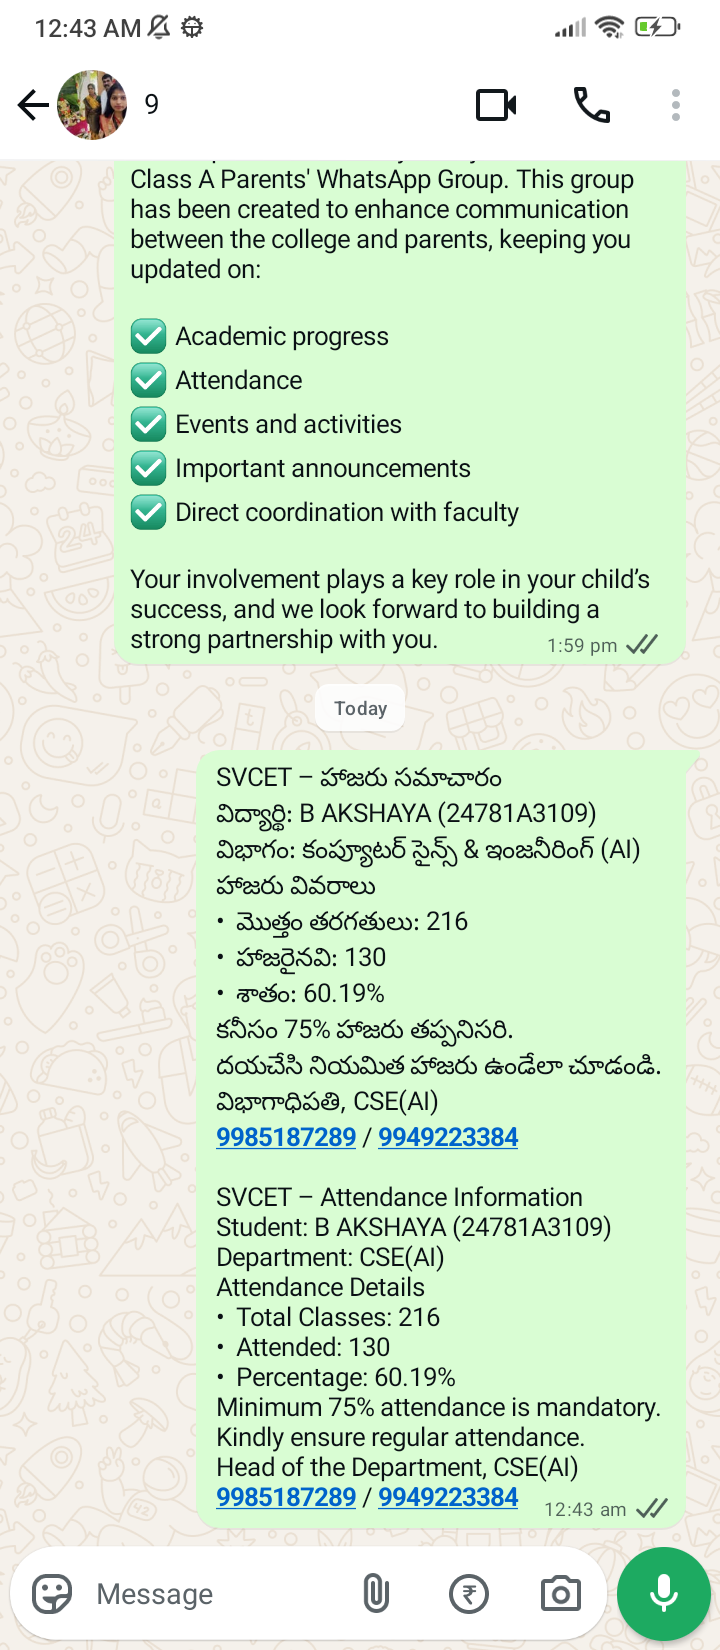 12:43 AM
9
Class A Parents' WhatsApp Group. This group
has been created to enhance communication
between the college and parents, keeping you
updated on:
✅ Academic progress
✅ Attendance
✅ Events and activities
✅ Important announcements
✅ Direct coordination with faculty
Your involvement plays a key role in your child’s
success, and we look forward to building a
strong partnership with you.
1:59 pm
Today
SVCET – హాజరు సమాచారం
విద్యార్థి: B AKSHAYA (24781A3109)
విభాగం: కంప్యూటర్ సైన్స్ & ఇంజనీరింగ్ (AI)
హాజరు వివరాలు
• మొత్తం తరగతులు: 216
• హాజరైనవి: 130
• శాతం: 60.19%
కనీసం 75% హాజరు తప్పనిసరి.
దయచేసి నియమిత హాజరు ఉండేలా చూడండి.
విభాగాధిపతి, CSE(AI)
9985187289 / 9949223384
SVCET – Attendance Information
Student: B AKSHAYA (24781A3109)
Department: CSE(AI)
Attendance Details
• Total Classes: 216
• Attended: 130
• Percentage: 60.19%
Minimum 75% attendance is mandatory.
Kindly ensure regular attendance.
Head of the Department, CSE(AI)
9985187289 / 9949223384
12:43 am
Message